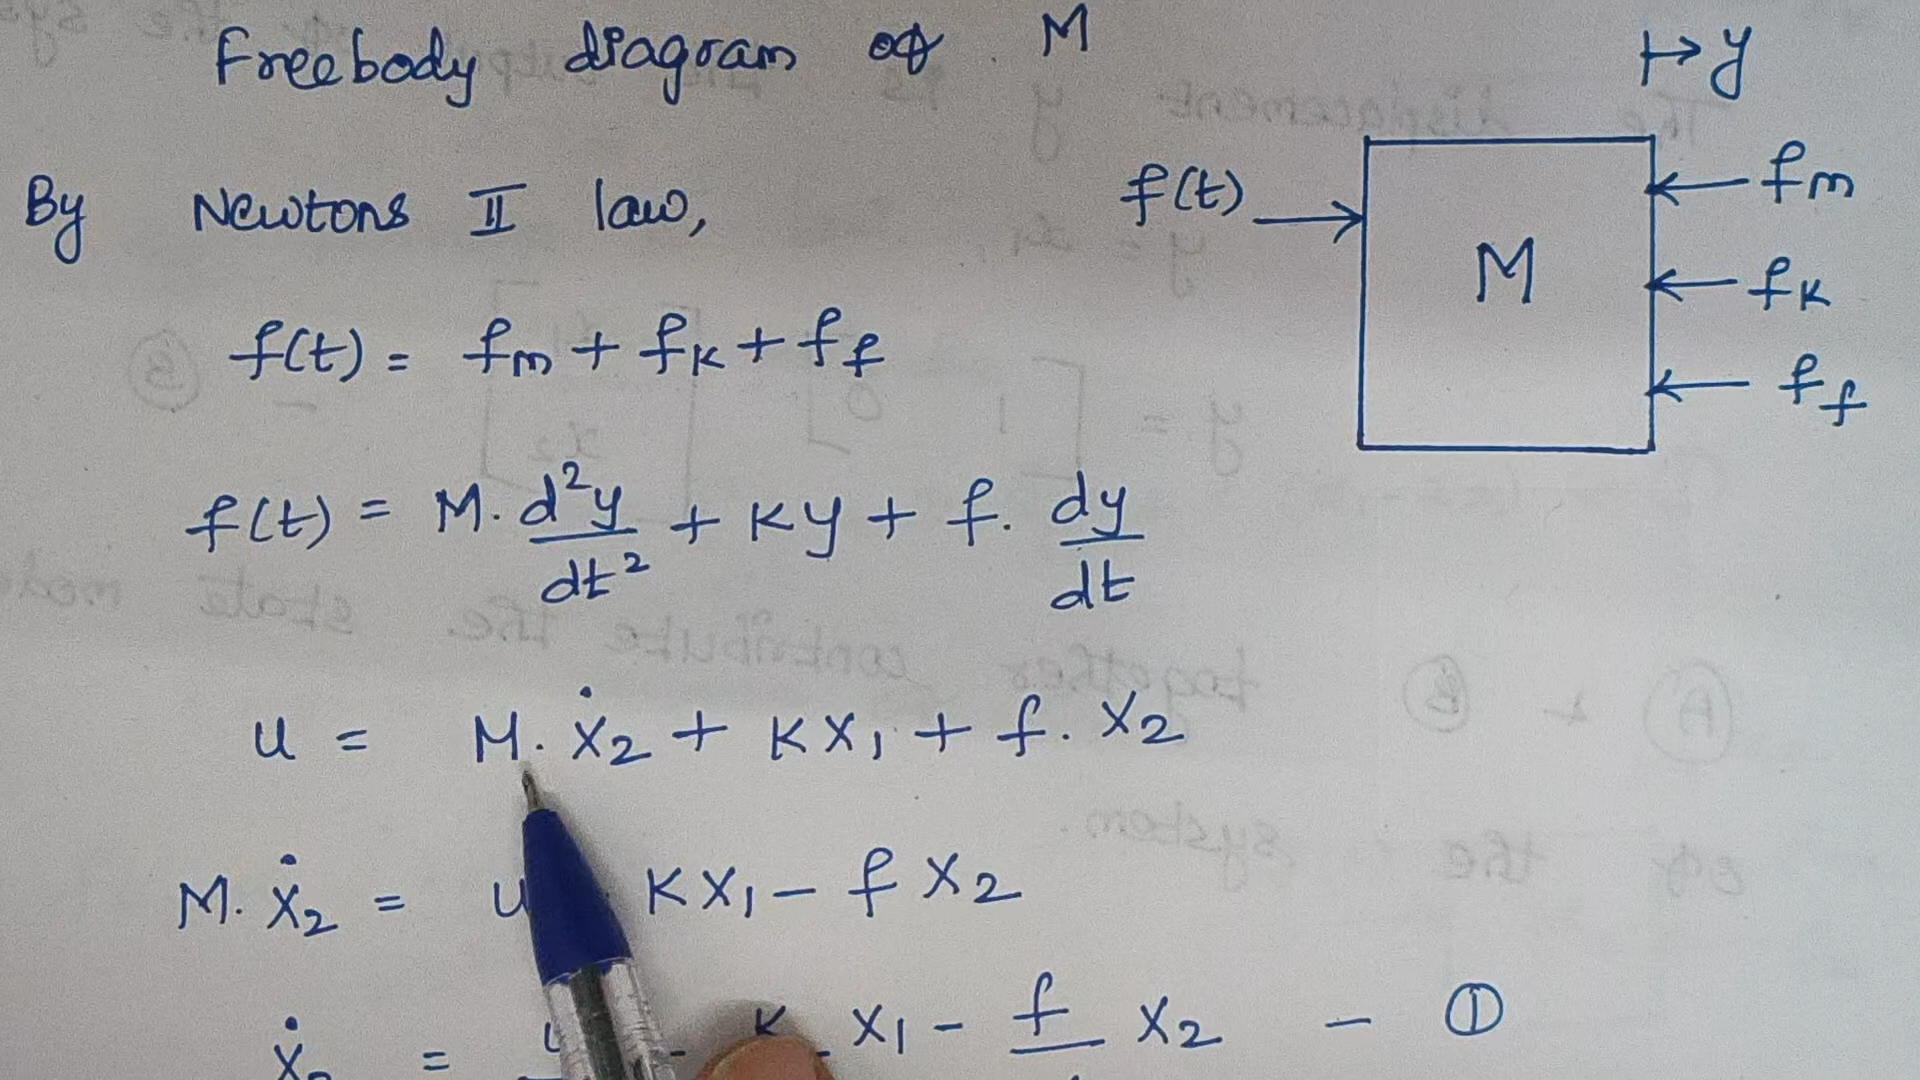 Freebody diagram of M
↦ y
By Newtons II law,
f(t) → M ← fm
← fk
← ff
f(t) = fm + fk + ff
f(t) = M. d²y/dt² + Ky + f. dy/dt
u = M. ẋ2 + Kx1 + f. x2
M. ẋ2 = u Kx1 - f x2
ẋ2 = - K x1 - f x2 - ①